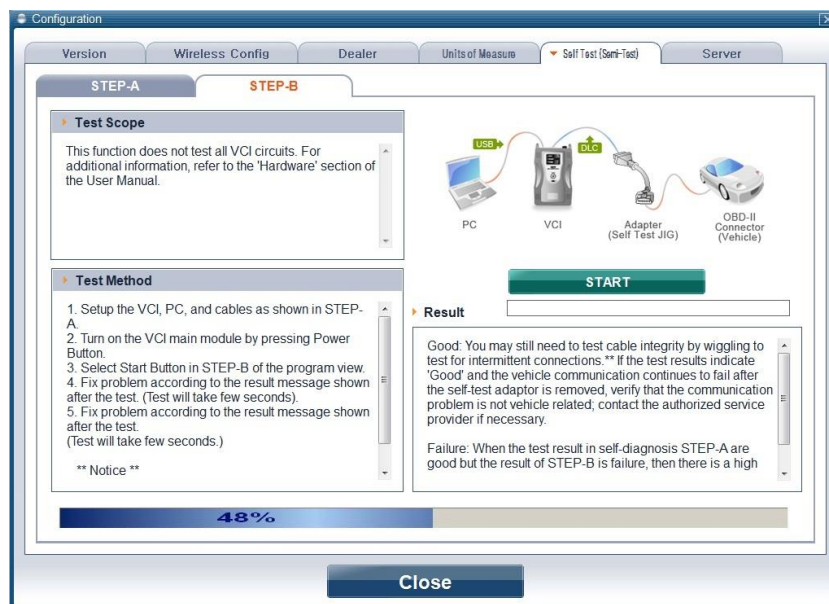 Configuration
Version
Wireless Config
Dealer
Units of Measure
Self Test (Semi-Test)
Server
STEP-A
STEP-B
Test Scope
This function does not test all VCI circuits. For
additional information, refer to the 'Hardware' section of
the User Manual.
USB
DLC
PC
VCI
Adapter
(Self Test JIG)
OBD-II
Connector
(Vehicle)
Test Method
1. Setup the VCI, PC, and cables as shown in STEP-
A.
2. Turn on the VCI main module by pressing Power
Button.
3. Select Start Button in STEP-B of the program view.
4. Fix problem according to the result message shown
after the test. (Test will take few seconds).
5. Fix problem according to the result message shown
after the test.
(Test will take few seconds.)
** Notice **
START
Result
Good: You may still need to test cable integrity by wiggling to
test for intermittent connections.** If the test results indicate
'Good' and the vehicle communication continues to fail after
the self-test adaptor is removed, verify that the communication
problem is not vehicle related; contact the authorized service
provider if necessary.
Failure: When the test result in self-diagnosis STEP-A are
good but the result of STEP-B is failure, then there is a high
48%
Close